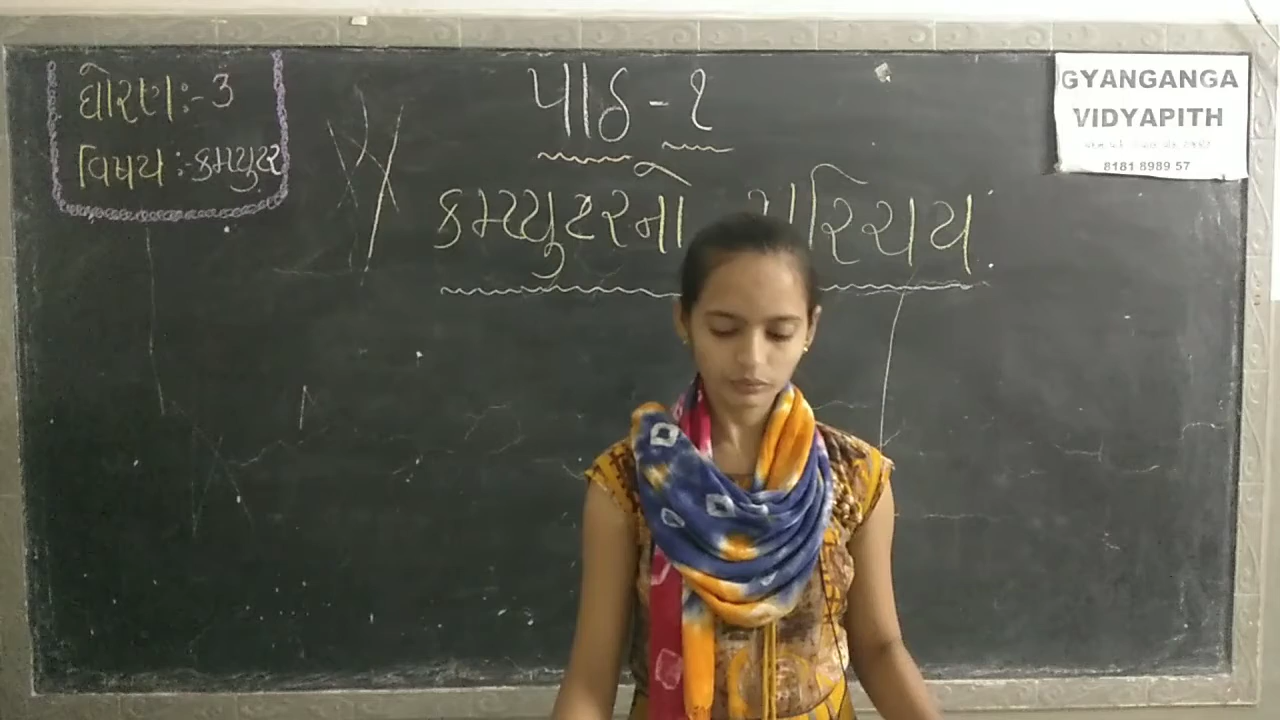 ધોરણ :- 3
વિષય :- કમ્પ્યુટર
પાઠ - ૧
કમ્પ્યુટરનો પરિચય.
GYANGANGA
VIDYAPITH
8181 8989 57